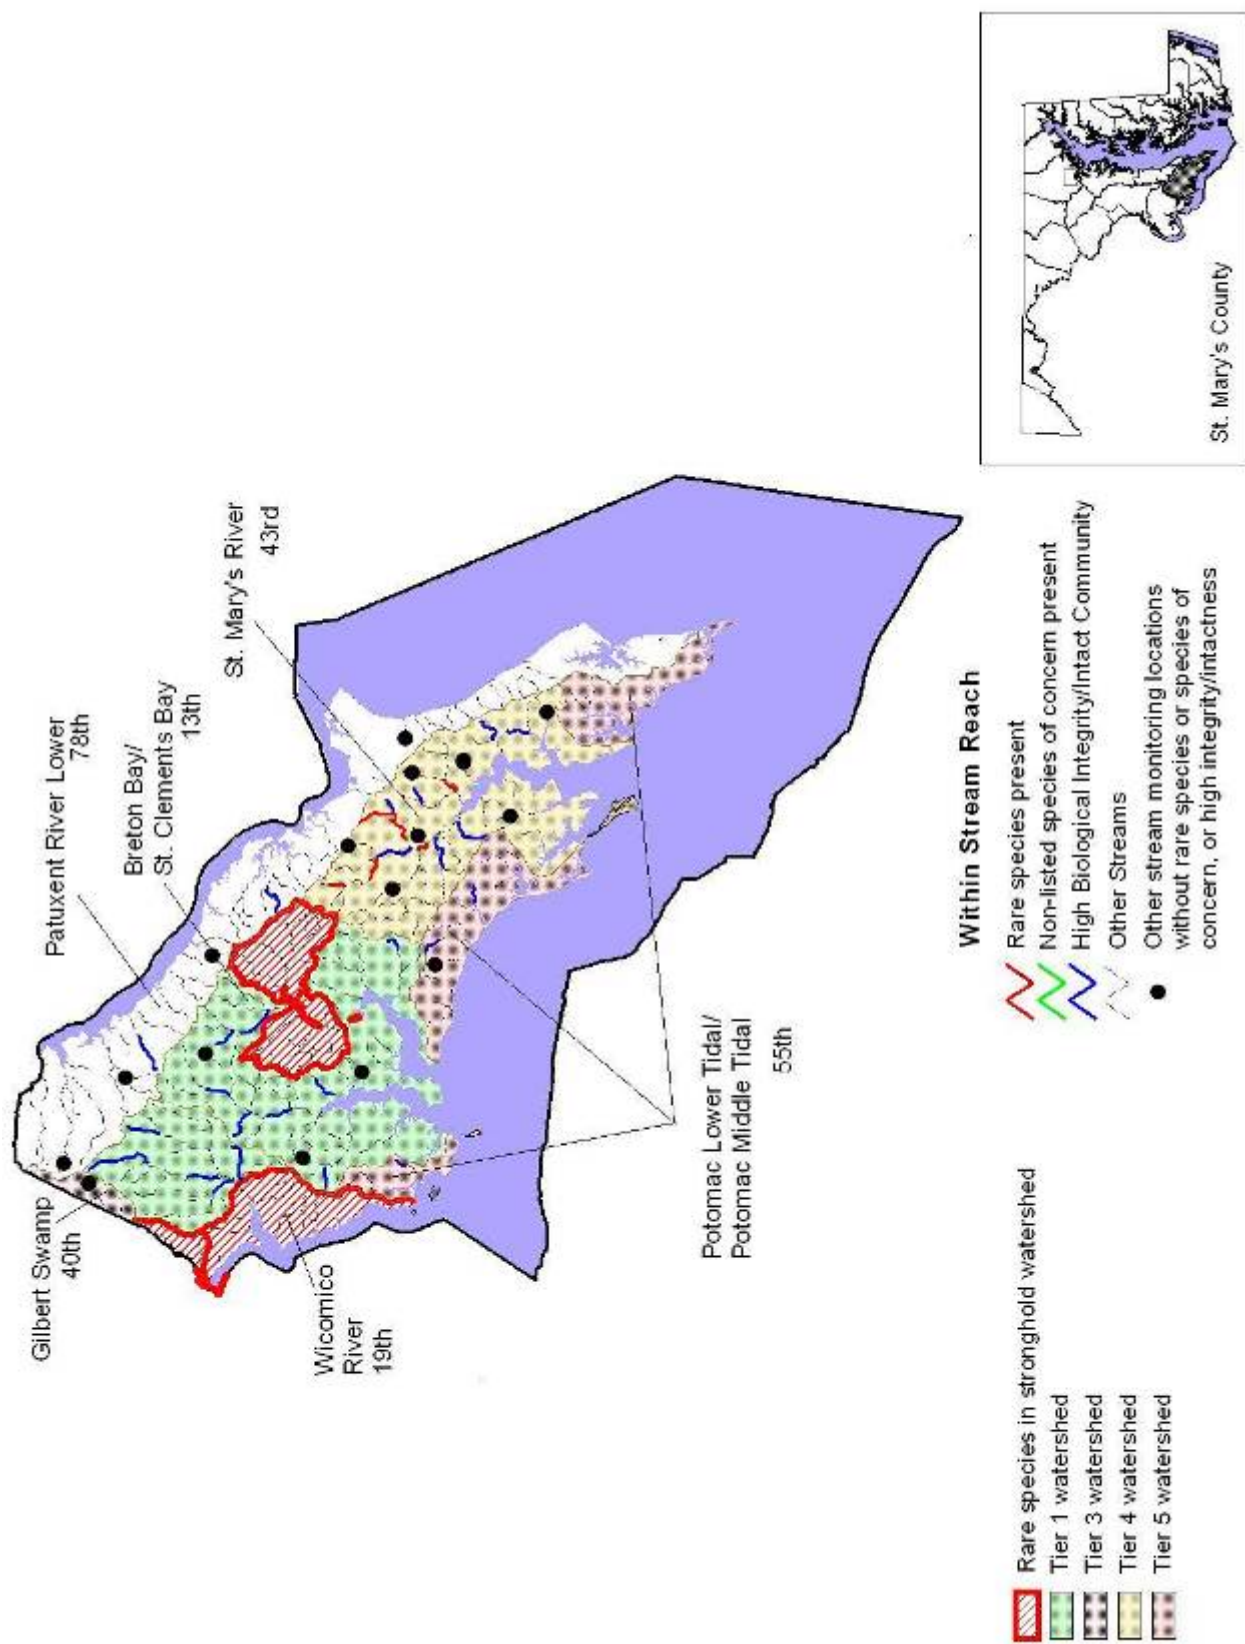 Gilbert Swamp
40th
Patuxent River Lower
78th
Breton Bay/
St. Clements Bay
13th
St. Mary's River
43rd
Wicomico
River
19th
Potomac Lower Tidal/
Potomac Middle Tidal
55th
Rare species in stronghold watershed
Tier 1 watershed
Tier 3 watershed
Tier 4 watershed
Tier 5 watershed
Within Stream Reach
Rare species present
Non-listed species of concern present
High Biological Integrity/Intact Community
Other Streams
Other stream monitoring locations
without rare species or species of
concern, or high integrity/intactness
St. Mary's County